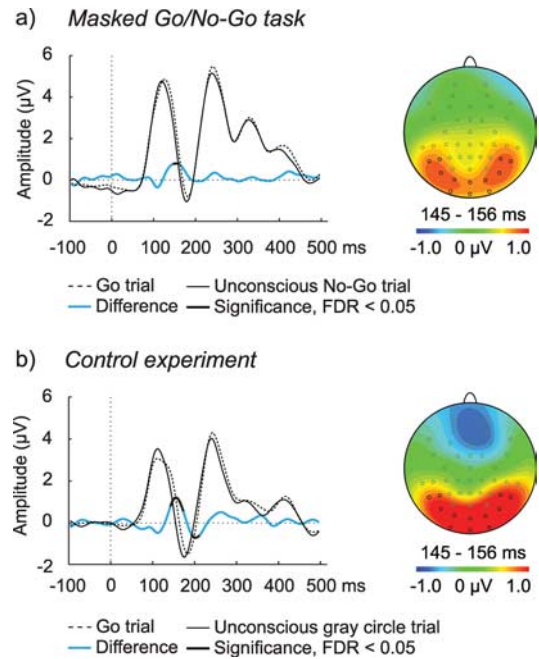 a) Masked Go/No-Go task
Amplitude (µV)
6
4
2
0
-2
-100 0 100 200 300 400 500 ms
145 - 156 ms
-1.0 0 µV 1.0
Go trial Unconscious No-Go trial
Difference Significance, FDR < 0.05
b) Control experiment
Amplitude (µV)
6
4
2
0
-2
-100 0 100 200 300 400 500 ms
145 - 156 ms
-1.0 0 µV 1.0
Go trial Unconscious gray circle trial
Difference Significance, FDR < 0.05